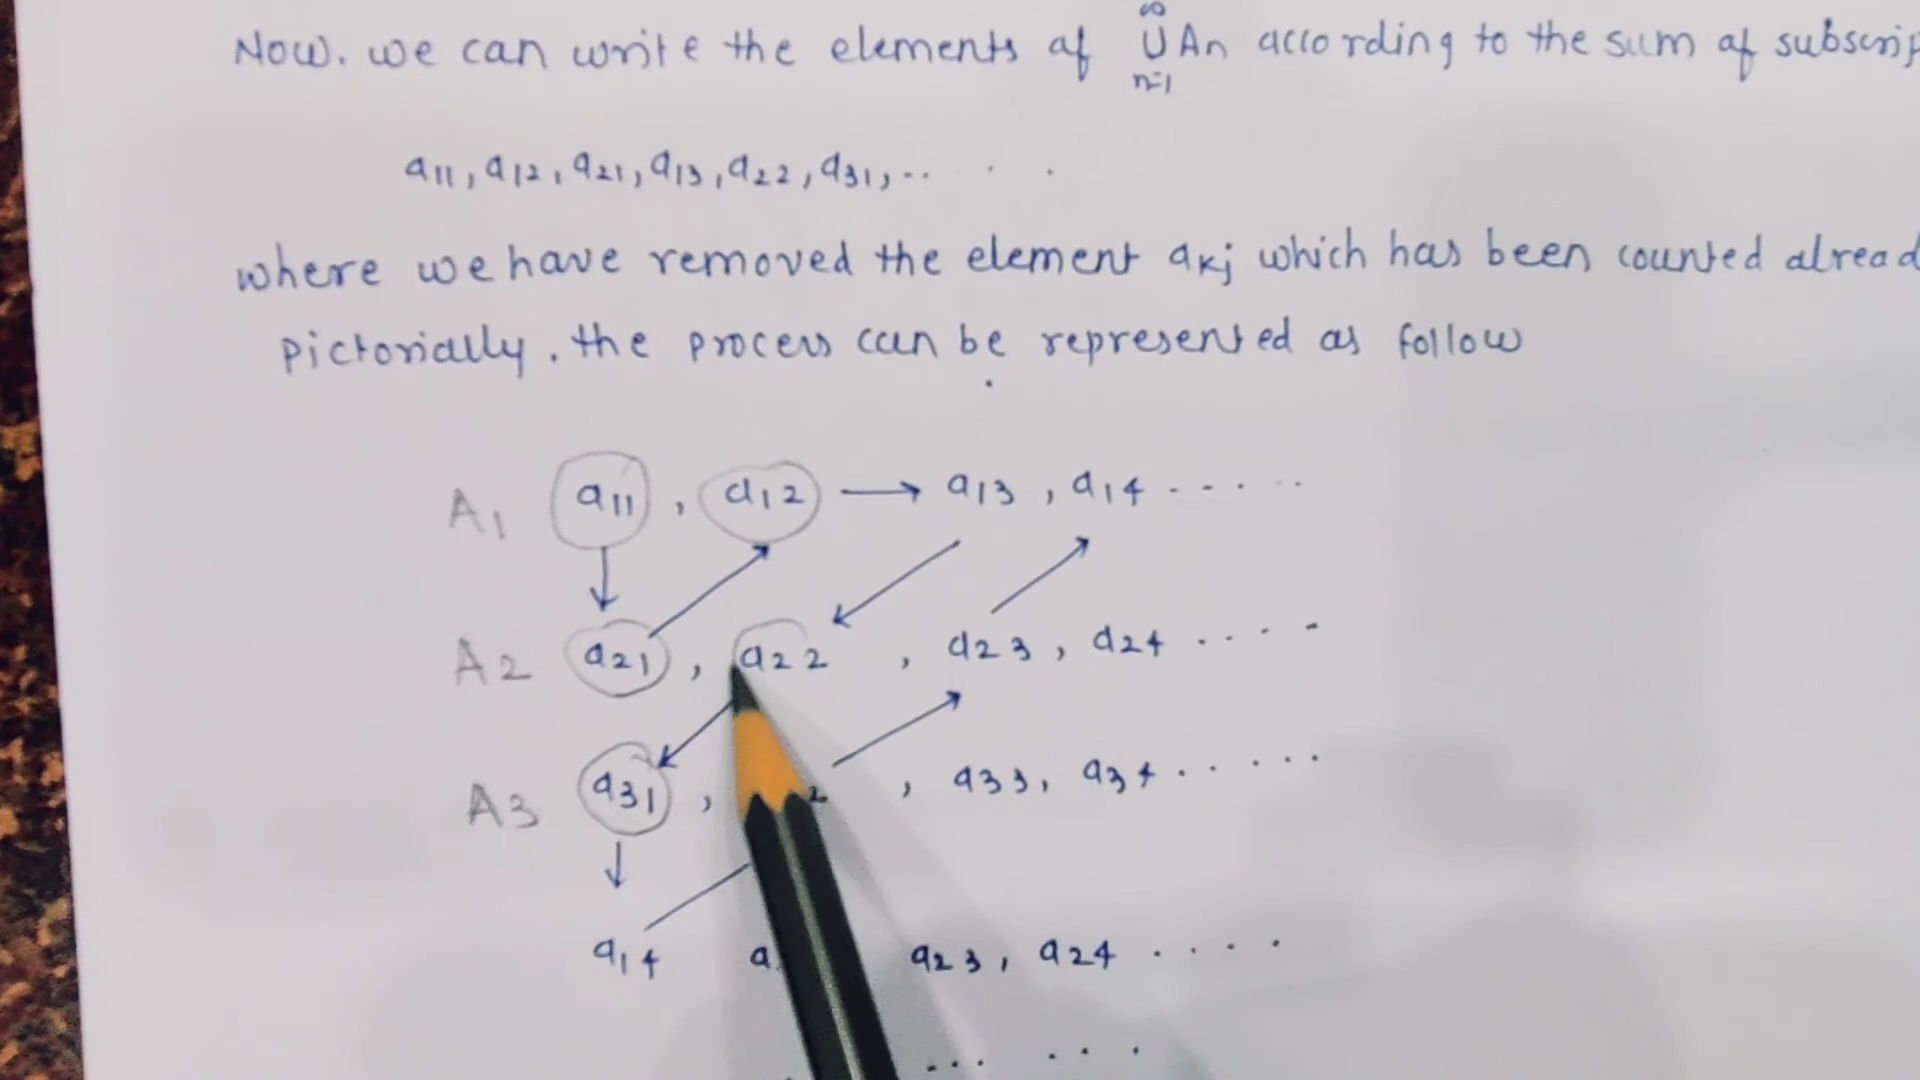 Now. we can write the elements of ∞ ∪ An n=1 according to the sum of
a11, a12, a21, a13, a22, a31, .. . .
where we have removed the element aKj which has been counted
pictorially. the process can be represented as follow
A1 a11 , a12 → a13 , a14 . . . . .
A2 a21 , a22 , a23 , a24 . . . .
A3 a31 , , a33, a34 . . . . .
a14 a23 , a24 . . . .
... . . .